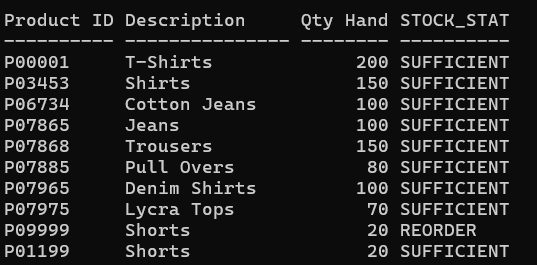 Product ID Description     Qty Hand STOCK_STAT
---------- --------------- -------- ----------
P00001     T-Shirts             200 SUFFICIENT
P03453     Shirts               150 SUFFICIENT
P06734     Cotton Jeans         100 SUFFICIENT
P07865     Jeans                100 SUFFICIENT
P07868     Trousers             150 SUFFICIENT
P07885     Pull Overs            80 SUFFICIENT
P07965     Denim Shirts         100 SUFFICIENT
P07975     Lycra Tops            70 SUFFICIENT
P09999     Shorts                20 REORDER
P01199     Shorts                20 SUFFICIENT